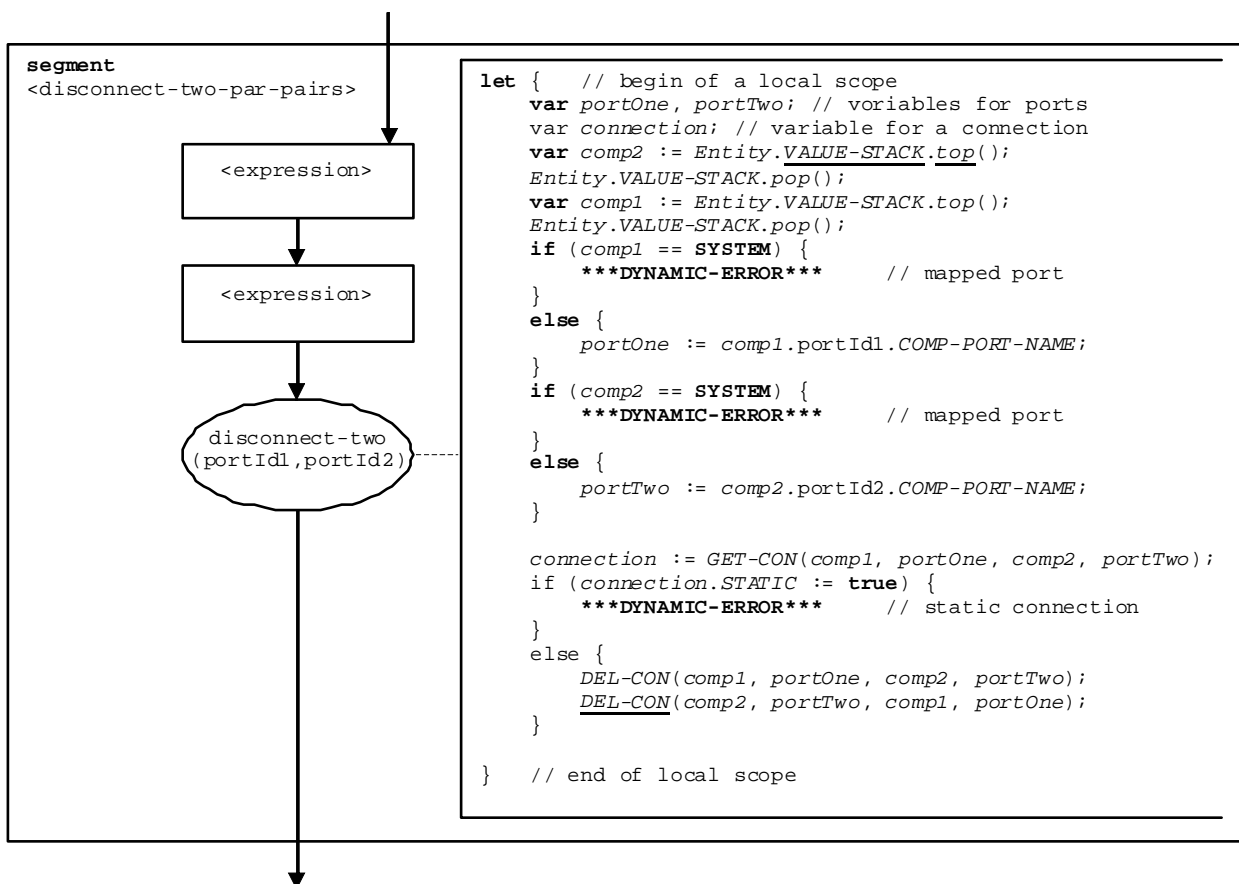 segment
<disconnect-two-par-pairs>
<expression>
<expression>
disconnect-two
(portId1,portId2)
let {   // begin of a local scope
    var portOne, portTwo; // voriables for ports
    var connection; // variable for a connection
    var comp2 := Entity.VALUE-STACK.top();
    Entity.VALUE-STACK.pop();
    var comp1 := Entity.VALUE-STACK.top();
    Entity.VALUE-STACK.pop();
    if (comp1 == SYSTEM) {
        ***DYNAMIC-ERROR***    // mapped port
    }
    else {
        portOne := comp1.portId1.COMP-PORT-NAME;
    }
    if (comp2 == SYSTEM) {
        ***DYNAMIC-ERROR***    // mapped port
    }
    else {
        portTwo := comp2.portId2.COMP-PORT-NAME;
    }
    connection := GET-CON(comp1, portOne, comp2, portTwo);
    if (connection.STATIC := true) {
        ***DYNAMIC-ERROR***    // static connection
    }
    else {
        DEL-CON(comp1, portOne, comp2, portTwo);
        DEL-CON(comp2, portTwo, comp1, portOne);
    }
}   // end of local scope